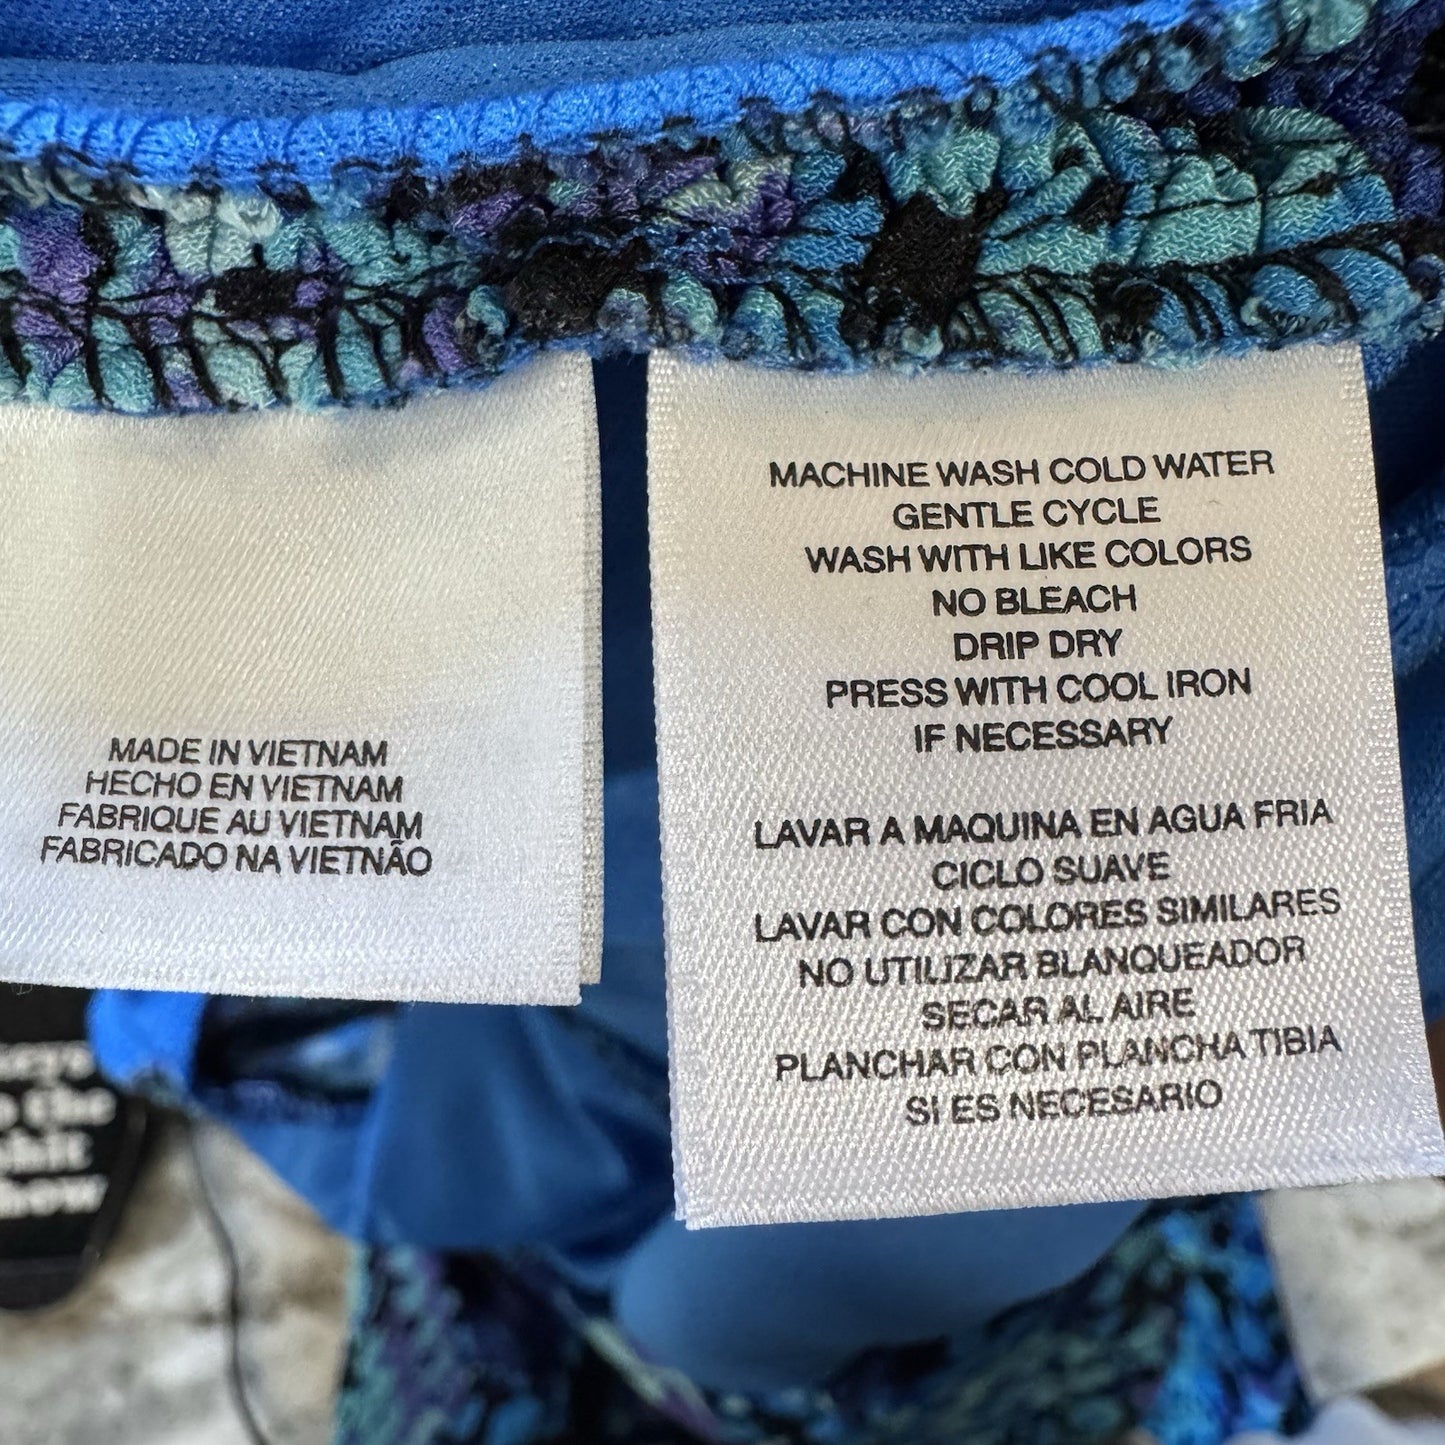 MADE IN VIETNAM
HECHO EN VIETNAM
FABRIQUE AU VIETNAM
FABRICADO NA VIETNÃO
MACHINE WASH COLD WATER
GENTLE CYCLE
WASH WITH LIKE COLORS
NO BLEACH
DRIP DRY
PRESS WITH COOL IRON
IF NECESSARY
LAVAR A MAQUINA EN AGUA FRIA
CICLO SUAVE
LAVAR CON COLORES SIMILARES
NO UTILIZAR BLANQUEADOR
SECAR AL AIRE
PLANCHAR CON PLANCHA TIBIA
SI ES NECESARIO
the